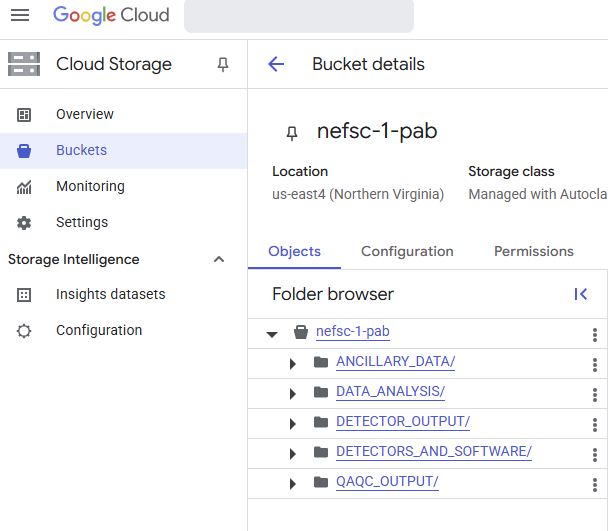 Google Cloud
Cloud Storage
Bucket details
Overview
Buckets
Monitoring
Settings
Storage Intelligence
Insights datasets
Configuration
nefsc-1-pab
Location
Storage class
us-east4 (Northern Virginia)
Managed with Autocla
Objects
Configuration
Permissions
Folder browser
nefsc-1-pab
ANCILLARY_DATA/
DATA_ANALYSIS/
DETECTOR_OUTPUT/
DETECTORS_AND_SOFTWARE/
QAQC_OUTPUT/